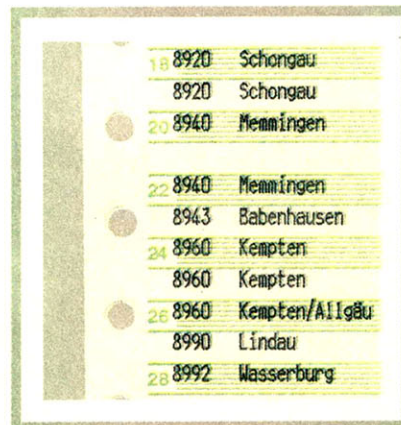 18 8920 Schongau
8920 Schongau
20 8940 Memmingen
22 8940 Memmingen
8943 Babenhausen
24 8960 Kempten
8960 Kempten
26 8960 Kempten/Allgäu
8990 Lindau
28 8992 Wasserburg